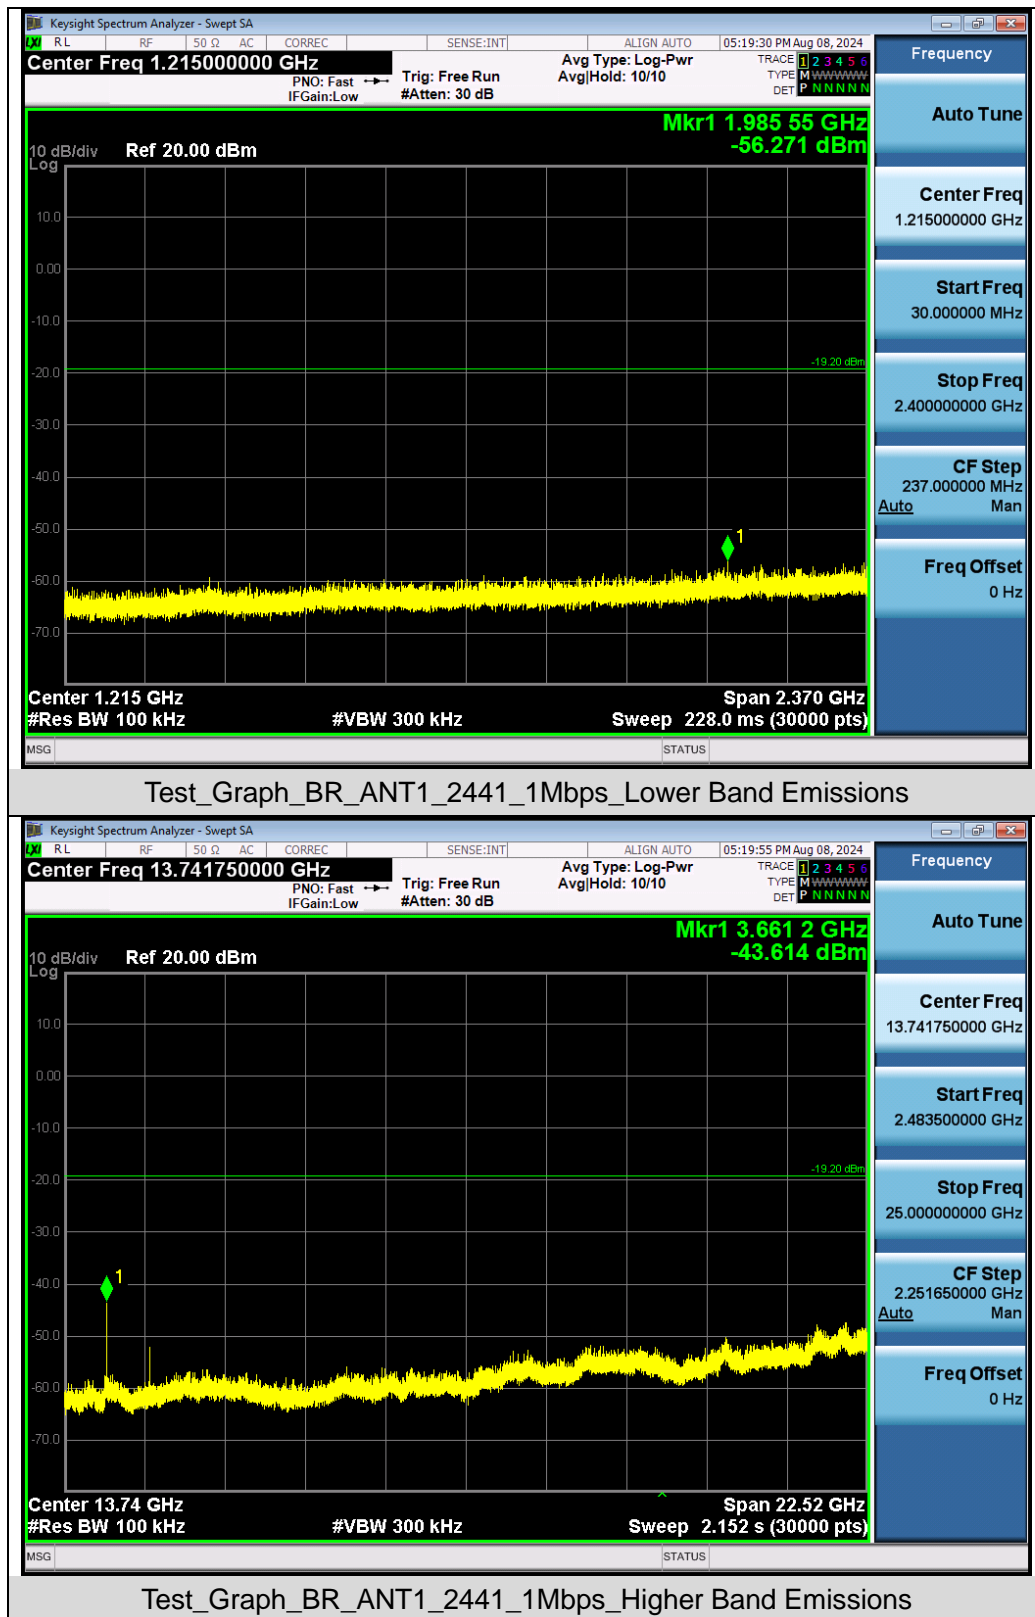 Keysight Spectrum Analyzer - Swept SA
LXI RL RF 50 Ω AC CORREC SENSE:INT ALIGN AUTO 05:19:30 PM Aug 08, 2024
Center Freq 1.215000000 GHz
PNO: Fast
IFGain:Low
Trig: Free Run
#Atten: 30 dB
Avg Type: Log-Pwr
Avg|Hold: 10/10
TRACE 1 2 3 4 5 6
TYPE M WWWWW
DET P N N N N N
Mkr1 1.985 55 GHz
-56.271 dBm
10 dB/div Ref 20.00 dBm
Log
10.0
0.00
-10.0
-19.20 dBm
-20.0
-30.0
-40.0
-50.0
1
-60.0
-70.0
Center 1.215 GHz Span 2.370 GHz
#Res BW 100 kHz #VBW 300 kHz Sweep 228.0 ms (30000 pts)
MSG STATUS
Frequency
Auto Tune
Center Freq
1.215000000 GHz
Start Freq
30.000000 MHz
Stop Freq
2.400000000 GHz
CF Step
237.000000 MHz
Auto Man
Freq Offset
0 Hz
Test_Graph_BR_ANT1_2441_1Mbps_Lower Band Emissions
Keysight Spectrum Analyzer - Swept SA
LXI RL RF 50 Ω AC CORREC SENSE:INT ALIGN AUTO 05:19:55 PM Aug 08, 2024
Center Freq 13.741750000 GHz
PNO: Fast
IFGain:Low
Trig: Free Run
#Atten: 30 dB
Avg Type: Log-Pwr
Avg|Hold: 10/10
TRACE 1 2 3 4 5 6
TYPE M WWWWW
DET P N N N N N
Mkr1 3.661 2 GHz
-43.614 dBm
10 dB/div Ref 20.00 dBm
Log
10.0
0.00
-10.0
-19.20 dBm
-20.0
-30.0
-40.0
1
-50.0
-60.0
-70.0
Center 13.74 GHz Span 22.52 GHz
#Res BW 100 kHz #VBW 300 kHz Sweep 2.152 s (30000 pts)
MSG STATUS
Frequency
Auto Tune
Center Freq
13.741750000 GHz
Start Freq
2.483500000 GHz
Stop Freq
25.000000000 GHz
CF Step
2.251650000 GHz
Auto Man
Freq Offset
0 Hz
Test_Graph_BR_ANT1_2441_1Mbps_Higher Band Emissions